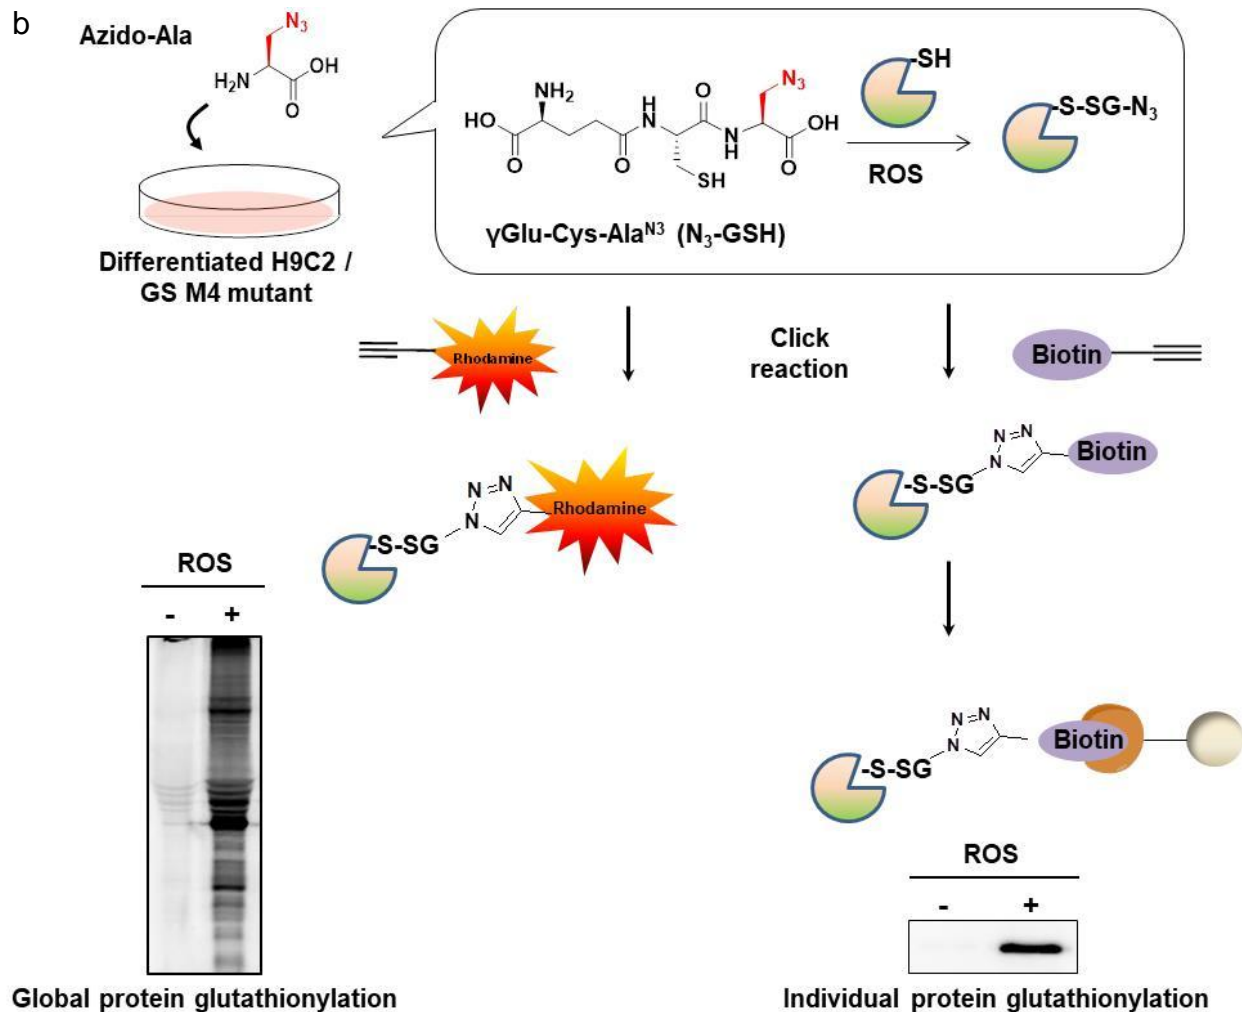 b
Azido-Ala
N3
H2N
OH
O
Differentiated H9C2 /
GS M4 mutant
NH2
HO
O
O
H
N
SH
O
N
H
N3
OH
O
γGlu-Cys-AlaN3 (N3-GSH)
-SH
ROS
-S-SG-N3
Rhodamine
Click
reaction
Biotin
N
N
N
-S-SG
Rhodamine
N
N
N
-S-SG
Biotin
N
N
N
-S-SG
Biotin
ROS
- +
Global protein glutathionylation
ROS
- +
Individual protein glutathionylation